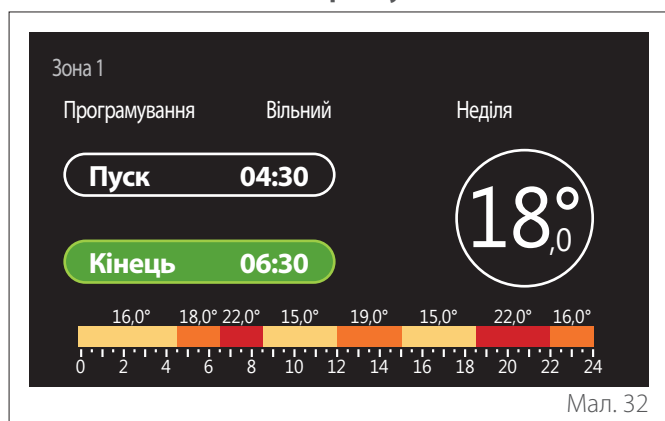 Зона 1
Програмування Вільний Неділя
Пуск 04:30
18°,0
Кінець 06:30
16,0° 18,0° 22,0° 15,0° 19,0° 15,0° 22,0° 16,0°
0 2 4 6 8 10 12 14 16 18 20 22 24
Мал. 32